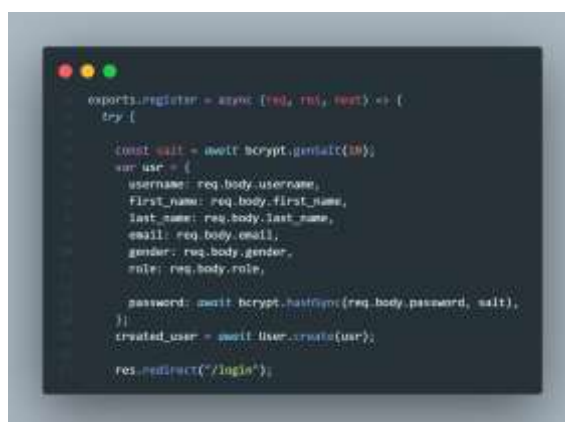 exports.register = async (req, res, next) => {
try {
const salt = await bcrypt.genSalt(10);
var usr = {
username: req.body.username,
first_name: req.body.first_name,
last_name: req.body.last_name,
email: req.body.email,
gender: req.body.gender,
role: req.body.role,
password: await bcrypt.hashSync(req.body.password, salt),
};
created_user = await User.create(usr);
res.redirect("/login");